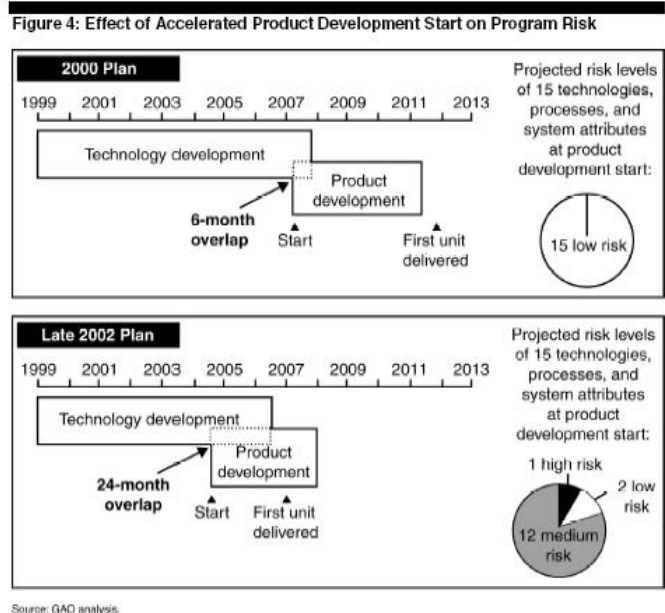 Figure 4: Effect of Accelerated Product Development Start on Program Risk
2000 Plan
1999 2001 2003 2005 2007 2009 2011 2013
Technology development
Product
development
6-month
overlap
Start
First unit
delivered
Projected risk levels
of 15 technologies,
processes, and
system attributes
at product
development start:
15 low risk
Late 2002 Plan
1999 2001 2003 2005 2007 2009 2011 2013
Technology development
Product
development
24-month
overlap
Start
First unit
delivered
Projected risk levels
of 15 technologies,
processes, and
system attributes
at product
development start:
1 high risk
2 low
risk
12 medium
risk
Source: GAO analysis.